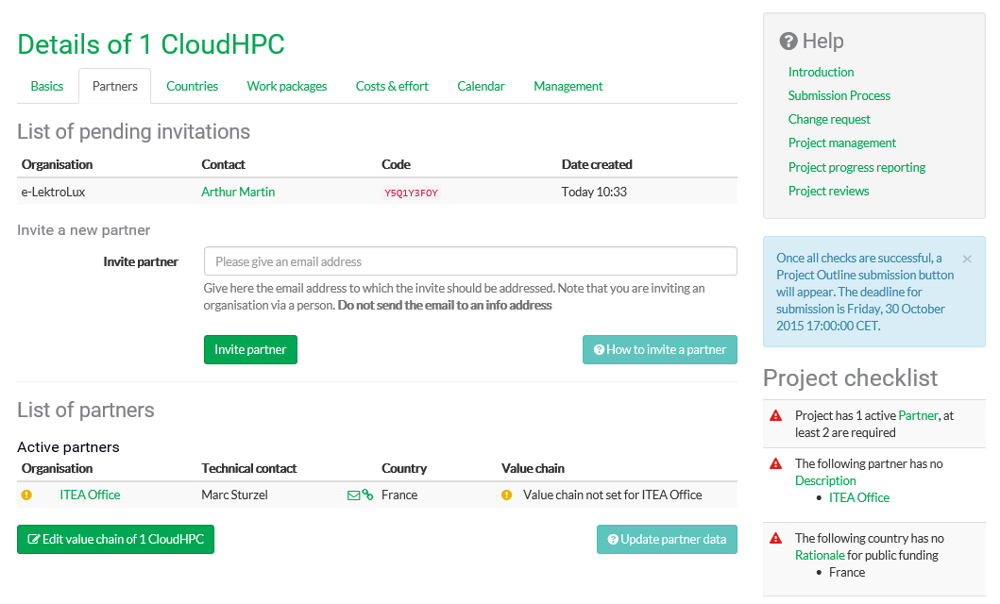 Details of 1 CloudHPC
Basics Partners Countries Work packages Costs & effort Calendar Management
List of pending invitations
Organisation Contact Code Date created
e-LektroLux Arthur Martin Y5Q1Y3FOY Today 10:33
Invite a new partner
Invite partner Please give an email address
Give here the email address to which the invite should be addressed. Note that you are inviting an
organisation via a person. Do not send the email to an info address
Invite partner How to invite a partner
List of partners
Active partners
Organisation Technical contact Country Value chain
ITEA Office Marc Sturzel France Value chain not set for ITEA Office
Edit value chain of 1 CloudHPC Update partner data
Help
Introduction
Submission Process
Change request
Project management
Project progress reporting
Project reviews
Once all checks are successful, a ×
Project Outline submission button
will appear. The deadline for
submission is Friday, 30 October
2015 17:00:00 CET.
Project checklist
Project has 1 active Partner, at
least 2 are required
The following partner has no
Description
• ITEA Office
The following country has no
Rationale for public funding
• France